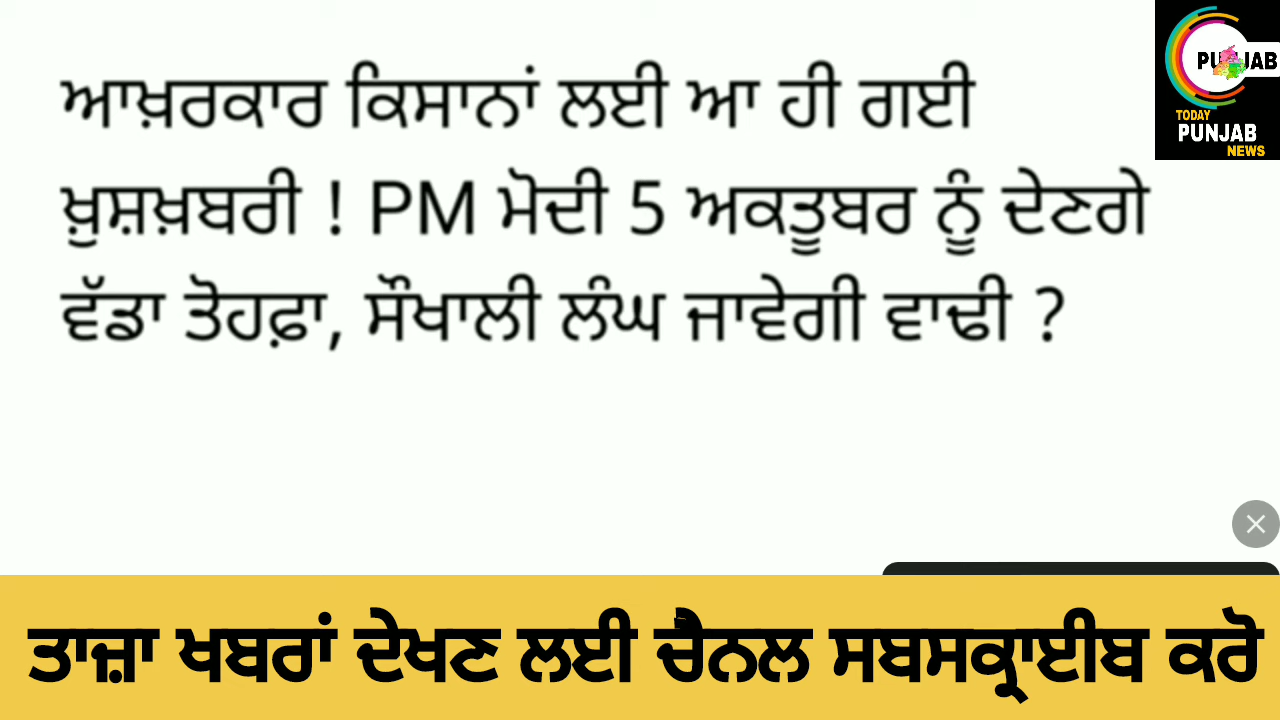 ਆਖ਼ਰਕਾਰ ਕਿਸਾਨਾਂ ਲਈ ਆ ਹੀ ਗਈ
ਖ਼ੁਸ਼ਖ਼ਬਰੀ ! PM ਮੋਦੀ 5 ਅਕਤੂਬਰ ਨੂੰ ਦੇਣਗੇ
ਵੱਡਾ ਤੋਹਫ਼ਾ, ਸੌਖਾਲੀ ਲੰਘ ਜਾਵੇਗੀ ਵਾਢੀ ?
PUNJAB
TODAY
PUNJAB
NEWS
ਤਾਜ਼ਾ ਖਬਰਾਂ ਦੇਖਣ ਲਈ ਚੈਨਲ ਸਬਸਕ੍ਰਾਈਬ ਕਰੋ